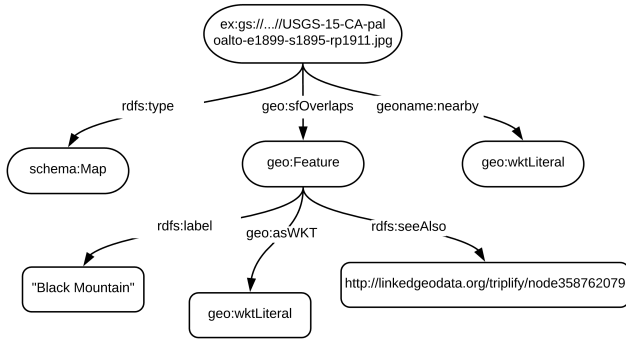 ex:gs://...//USGS-15-CA-pal
oalto-e1899-s1895-rp1911.jpg
rdfs:type
geo:sfOverlaps
geoname:nearby
schema:Map
geo:Feature
geo:wktLiteral
rdfs:label
geo:asWKT
rdfs:seeAlso
"Black Mountain"
geo:wktLiteral
http://linkedgeodata.org/triplify/node358762079